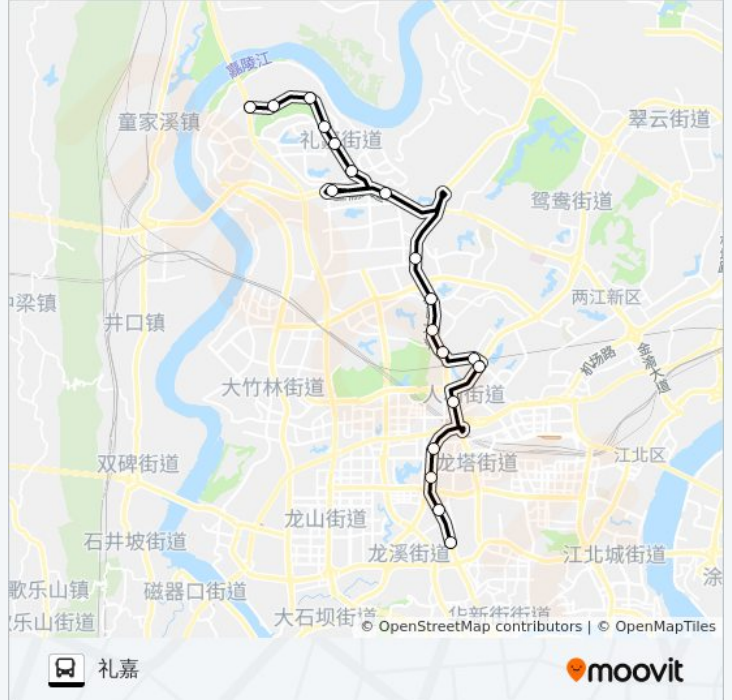 嘉陵江
童家溪镇
翠云街道
礼嘉街道
鸳鸯街道
中梁镇
两江新区
井口镇
机场路
金渝大道
大竹林街道
人和街道
双碑街道
龙塔街道
江北区
龙山街道
石井坡街道
龙溪街道
江北城街道
歌乐山镇
磁器口街道
涂
歌乐山街道
大石坝街道
华新街街道
© OpenStreetMap contributors | © OpenMapTiles
礼嘉
moovit